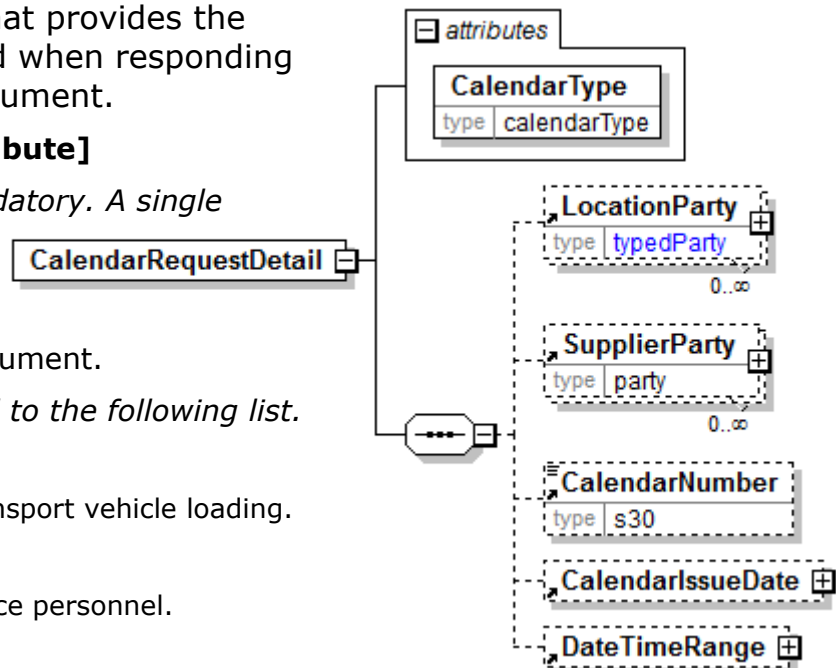 at provides the
d when responding
ument.
bute]
datory. A single
ument.
to the following list.
nsport vehicle loading.
ce personnel.
attributes
CalendarType
type calendarType
CalendarRequestDetail
LocationParty
type typedParty
0..∞
SupplierParty
type party
0..∞
CalendarNumber
type s30
CalendarIssueDate
DateTimeRange